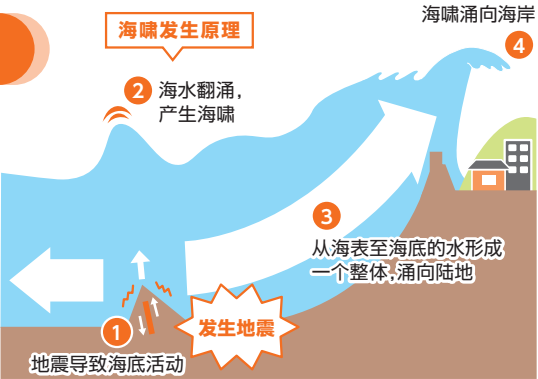 海啸发生原理
1
地震导致海底活动
发生地震
2
海水翻涌，
产生海啸
3
从海表至海底的水形成
一个整体，涌向陆地
海啸涌向海岸
4